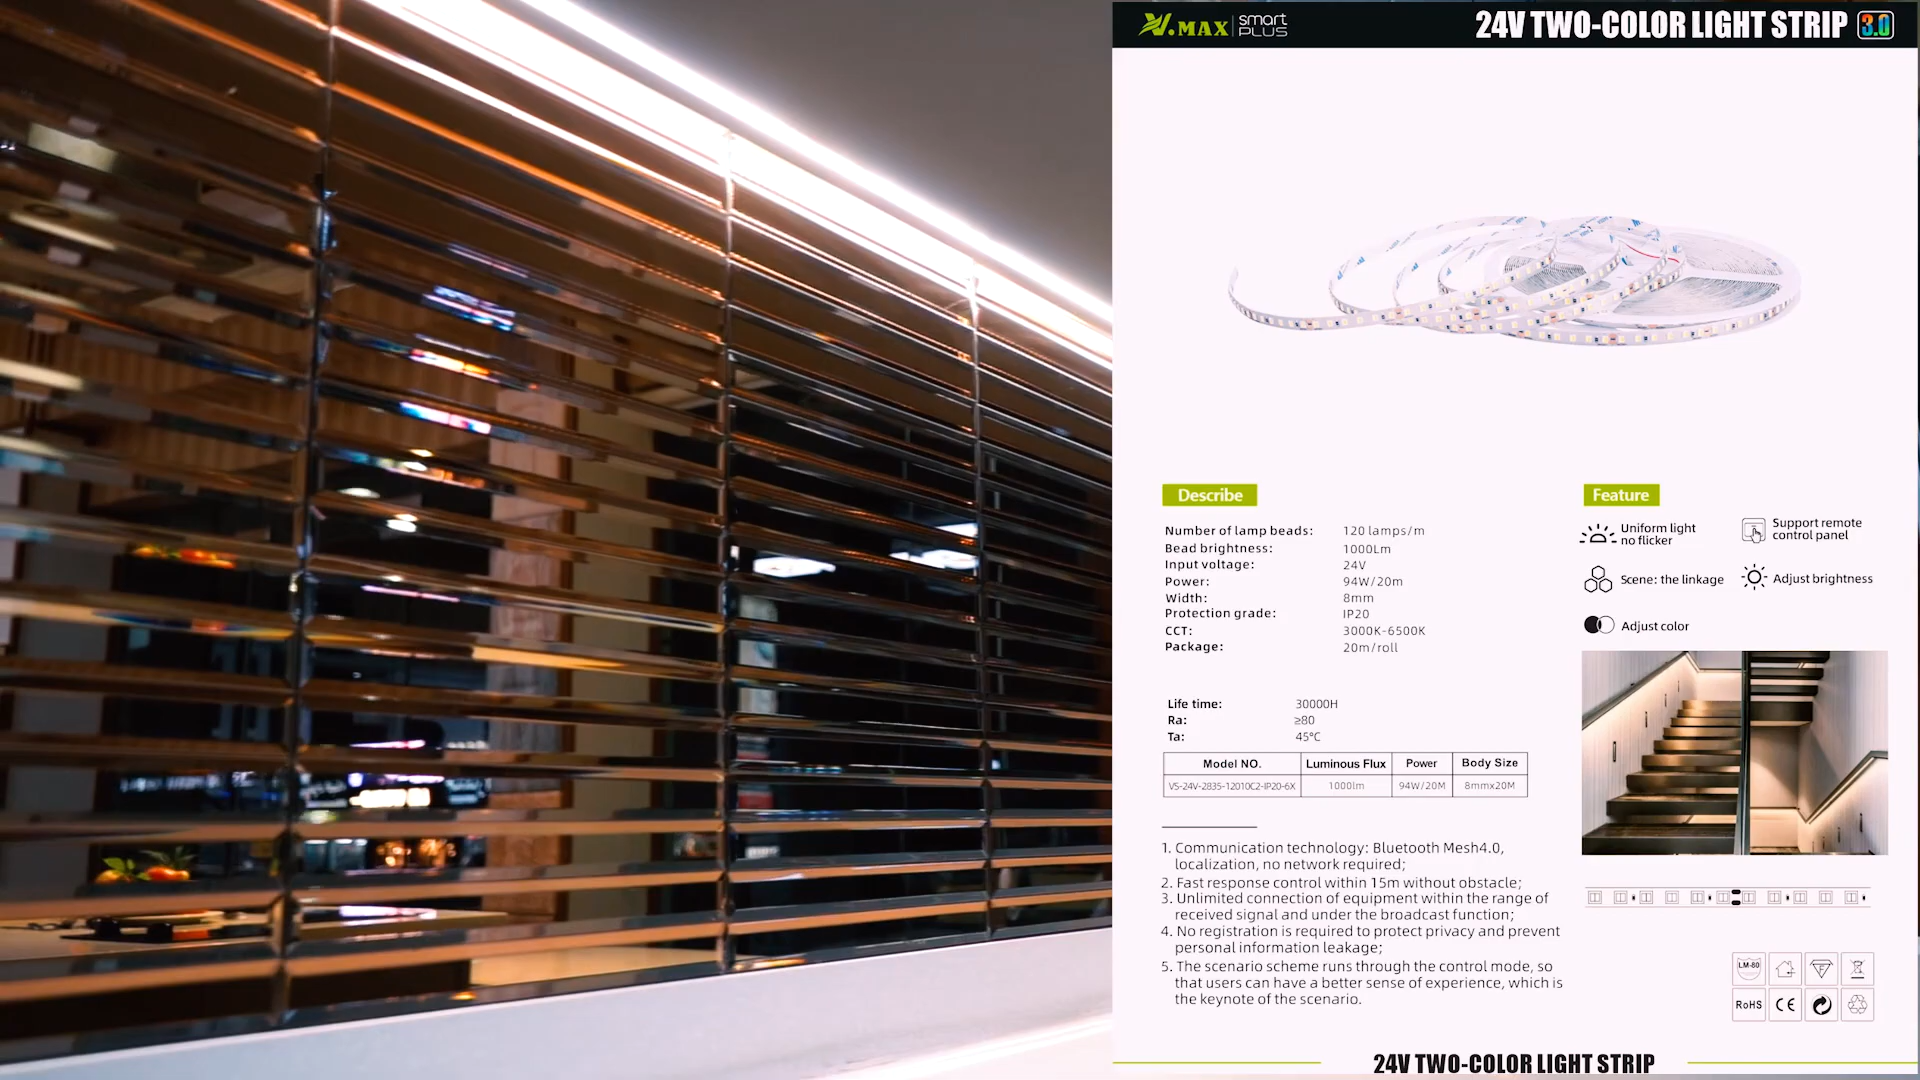 V.MAX smart PLUS
24V TWO-COLOR LIGHT STRIP 3.0
Describe
Number of lamp beads: 120 lamps/m
Bead brightness: 1000Lm
Input voltage: 24V
Power: 94W/20m
Width: 8mm
Protection grade: IP20
CCT: 3000K-6500K
Package: 20m/roll
Life time: 30000H
Ra: ≥80
Ta: 45°C
Model NO. Luminous Flux Power Body Size
VS-24V-2835-12010C2-IP20-6X 1000lm 94W/20M 8mmx20M
1. Communication technology: Bluetooth Mesh4.0,
localization, no network required;
2. Fast response control within 15m without obstacle;
3. Unlimited connection of equipment within the range of
received signal and under the broadcast function;
4. No registration is required to protect privacy and prevent
personal information leakage;
5. The scenario scheme runs through the control mode, so
that users can have a better sense of experience, which is
the keynote of the scenario.
Feature
Uniform light
no flicker
Support remote
control panel
Scene: the linkage
Adjust brightness
Adjust color
LM-80
F
RoHS
CE
24V TWO-COLOR LIGHT STRIP